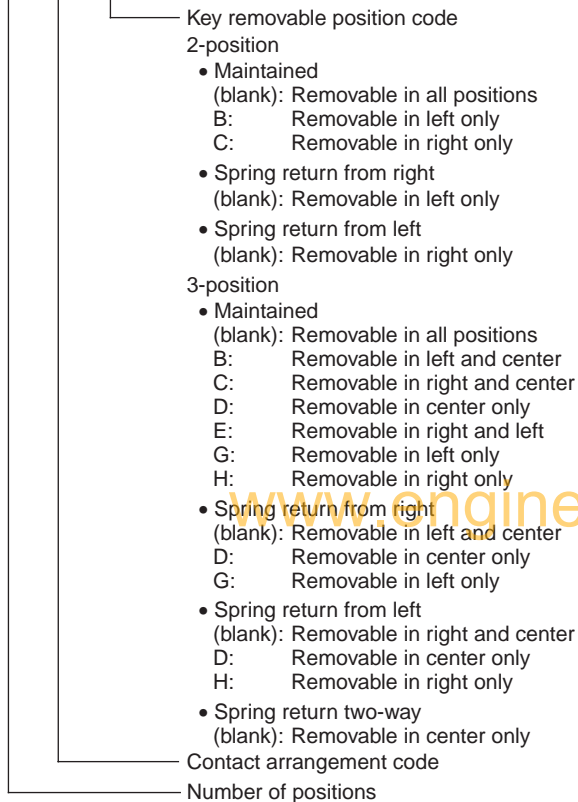 Key removable position code
2-position
• Maintained
(blank): Removable in all positions
B: Removable in left only
C: Removable in right only
• Spring return from right
(blank): Removable in left only
• Spring return from left
(blank): Removable in right only
3-position
• Maintained
(blank): Removable in all positions
B: Removable in left and center
C: Removable in right and center
D: Removable in center only
E: Removable in right and left
G: Removable in left only
H: Removable in right only
www.engine
• Spring return from right
(blank): Removable in left and center
D: Removable in center only
G: Removable in left only
• Spring return from left
(blank): Removable in right and center
D: Removable in center only
H: Removable in right only
• Spring return two-way
(blank): Removable in center only
Contact arrangement code
Number of positions